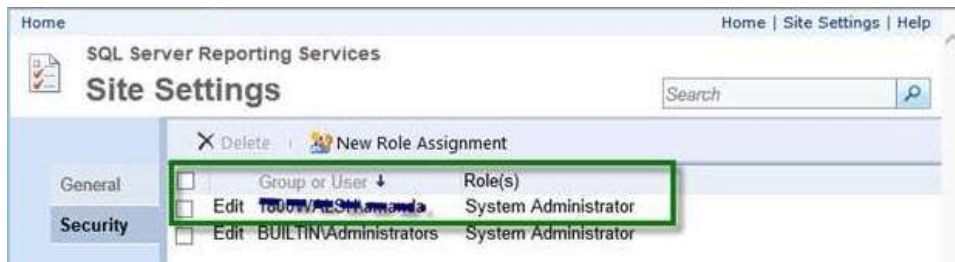 Home
Home | Site Settings | Help
SQL Server Reporting Services
Site Settings
Search
Delete | New Role Assignment
General
Group or User Role(s)
Edit System Administrator
Security
Edit BUILTIN\Administrators System Administrator